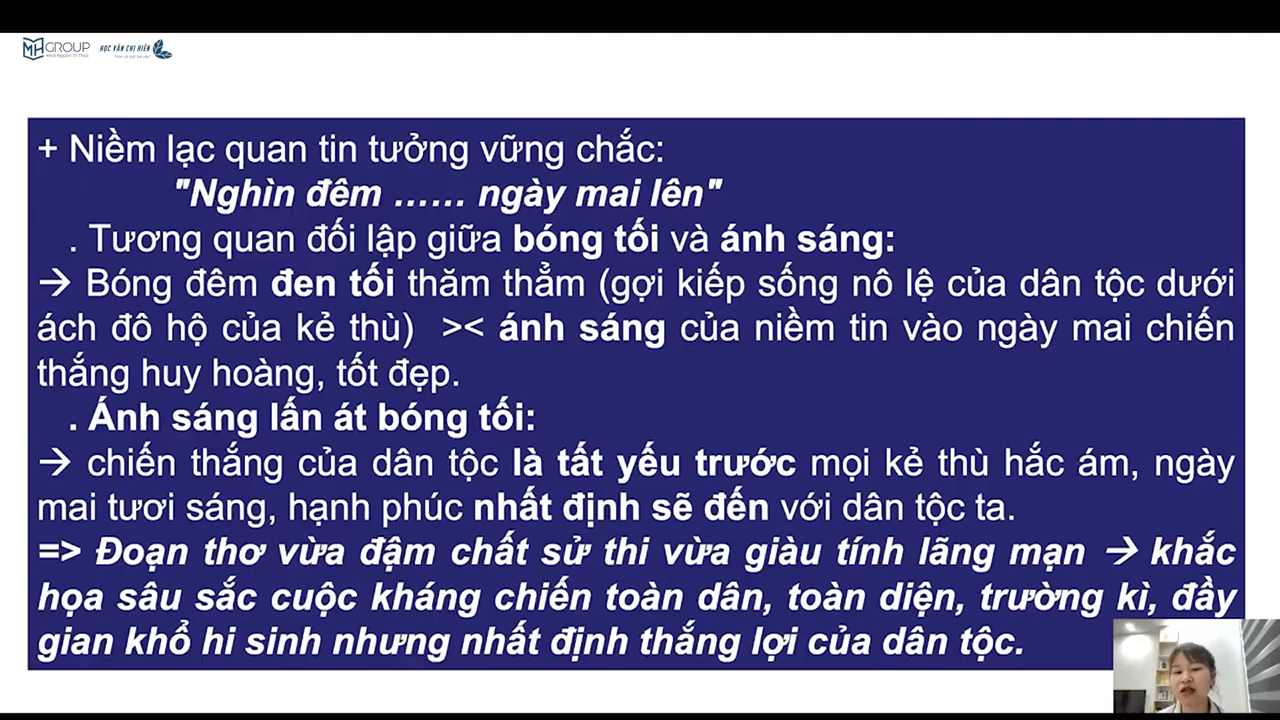 MH GROUP
Khơi Nguồn Tri Thức
HỌC VĂN CHỊ HIÊN
+ Niềm lạc quan tin tưởng vững chắc:
"Nghìn đêm ...... ngày mai lên"
. Tương quan đối lập giữa bóng tối và ánh sáng:
→ Bóng đêm đen tối thăm thẳm (gợi kiếp sống nô lệ của dân tộc dưới
ách đô hộ của kẻ thù) >< ánh sáng của niềm tin vào ngày mai chiến
thắng huy hoàng, tốt đẹp.
. Ánh sáng lấn át bóng tối:
→ chiến thắng của dân tộc là tất yếu trước mọi kẻ thù hắc ám, ngày
mai tươi sáng, hạnh phúc nhất định sẽ đến với dân tộc ta.
=> Đoạn thơ vừa đậm chất sử thi vừa giàu tính lãng mạn → khắc
họa sâu sắc cuộc kháng chiến toàn dân, toàn diện, trường kì, đầy
gian khổ hi sinh nhưng nhất định thắng lợi của dân tộc.